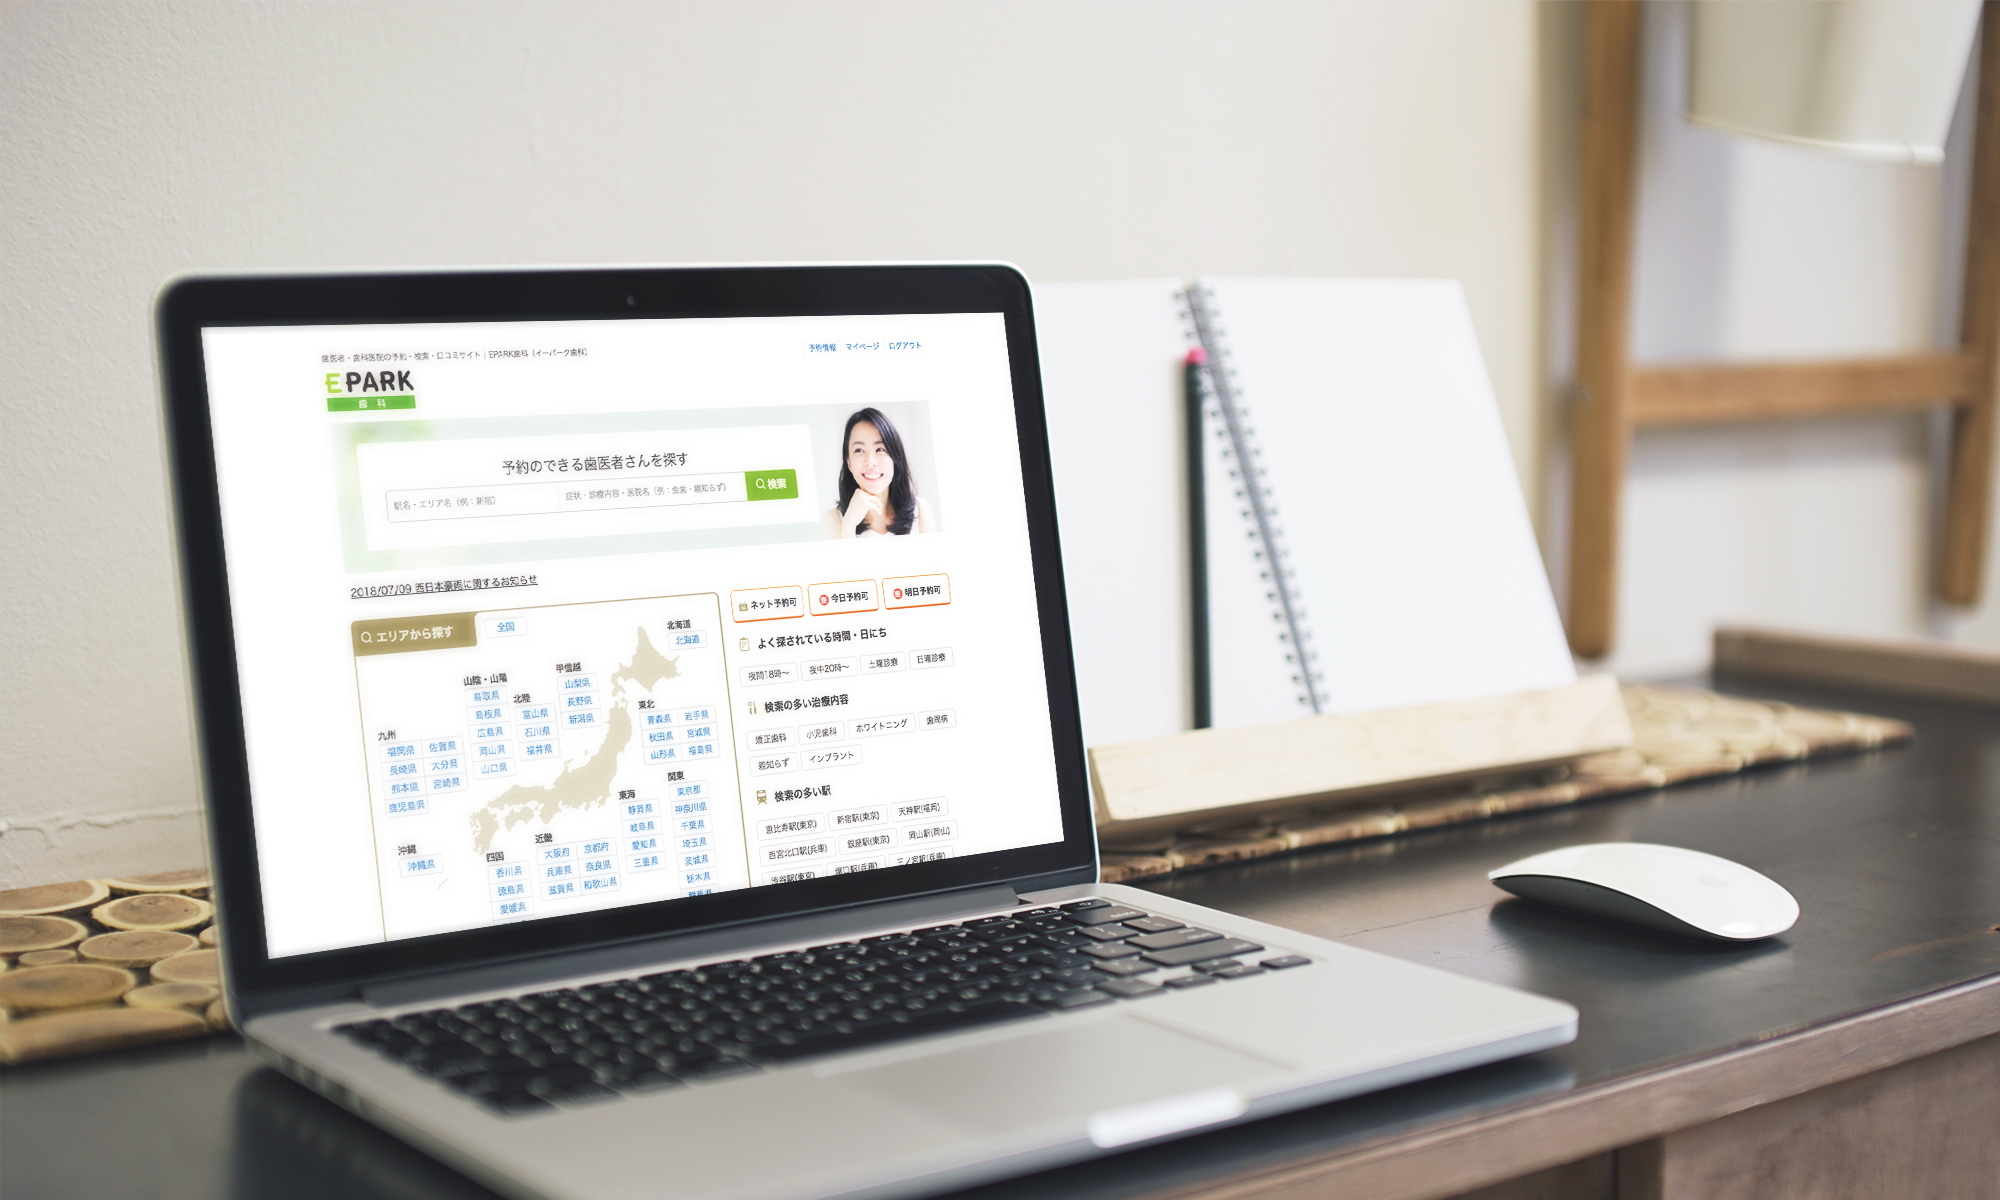 歯医者・歯科医院の予約・検索・口コミサイト｜EPARK歯科（イーパーク歯科）
予約情報 マイページ ログアウト
EPARK
歯 科
予約のできる歯医者さんを探す
駅名・エリア名（例：新宿） 症状・診療内容・医院名（例：虫歯・親知らず） 検索
2018/07/09 西日本豪雨に関するお知らせ
エリアから探す 全国
北海道
北海道
甲信越
山梨県
長野県
新潟県
山陰・山陽
鳥取県
島根県
広島県
岡山県
山口県
北陸
富山県
石川県
福井県
東北
青森県 岩手県
秋田県 宮城県
山形県 福島県
九州
福岡県 佐賀県
長崎県 大分県
熊本県 宮崎県
鹿児島県
関東
東京都
神奈川県
千葉県
埼玉県
茨城県
栃木県
東海
静岡県
岐阜県
愛知県
三重県
近畿
大阪府 京都府
兵庫県 奈良県
滋賀県 和歌山県
四国
香川県
徳島県
愛媛県
沖縄
沖縄県
ネット予約可 今日予約可 明日予約可
よく探されている時間・日にち
夜間18時〜 夜中20時〜 土曜診療 日曜診療
検索の多い治療内容
矯正歯科 小児歯科 ホワイトニング 歯周病
親知らず インプラント
検索の多い駅
恵比寿駅(東京) 新宿駅(東京) 天神駅(福岡)
西宮北口駅(兵庫) 銀座駅(東京) 岡山駅(岡山)
渋谷駅(東京) 塚口駅(兵庫) 三ノ宮駅(兵庫)